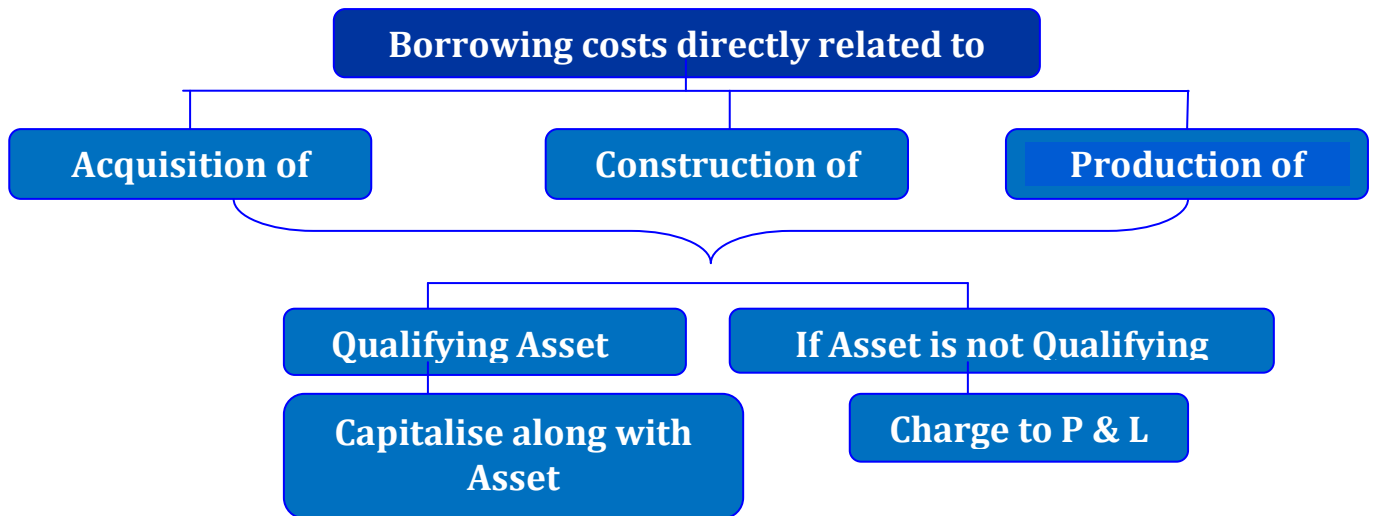 Borrowing costs directly related to
Acquisition of
Construction of
Production of
Qualifying Asset
If Asset is not Qualifying
Capitalise along with
Asset
Charge to P & L